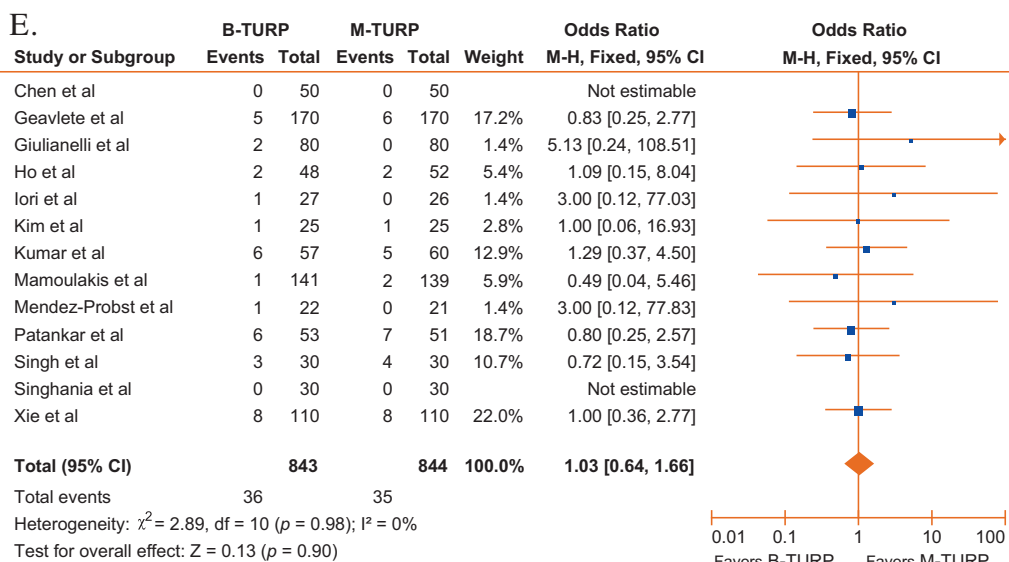 E.
B-TURP M-TURP Odds Ratio Odds Ratio
Study or Subgroup Events Total Events Total Weight M-H, Fixed, 95% CI M-H, Fixed, 95% CI
Chen et al 0 50 0 50 Not estimable
Geavlete et al 5 170 6 170 17.2% 0.83 [0.25, 2.77]
Giulianelli et al 2 80 0 80 1.4% 5.13 [0.24, 108.51]
Ho et al 2 48 2 52 5.4% 1.09 [0.15, 8.04]
Iori et al 1 27 0 26 1.4% 3.00 [0.12, 77.03]
Kim et al 1 25 1 25 2.8% 1.00 [0.06, 16.93]
Kumar et al 6 57 5 60 12.9% 1.29 [0.37, 4.50]
Mamoulakis et al 1 141 2 139 5.9% 0.49 [0.04, 5.46]
Mendez-Probst et al 1 22 0 21 1.4% 3.00 [0.12, 77.83]
Patankar et al 6 53 7 51 18.7% 0.80 [0.25, 2.57]
Singh et al 3 30 4 30 10.7% 0.72 [0.15, 3.54]
Singhania et al 0 30 0 30 Not estimable
Xie et al 8 110 8 110 22.0% 1.00 [0.36, 2.77]
Total (95% CI) 843 844 100.0% 1.03 [0.64, 1.66]
Total events 36 35
Heterogeneity: χ² = 2.89, df = 10 (p = 0.98); I² = 0%
Test for overall effect: Z = 0.13 (p = 0.90)
0.01 0.1 1 10 100
Favors B-TURP Favors M-TURP